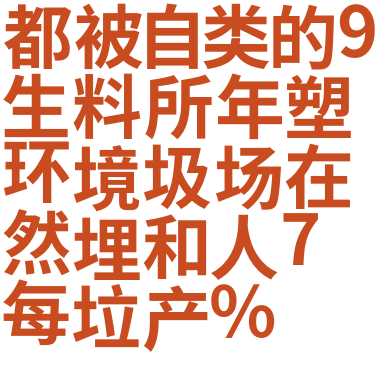 都被自类的9
生料所年塑
环境圾场在
然埋和人7
每垃产%